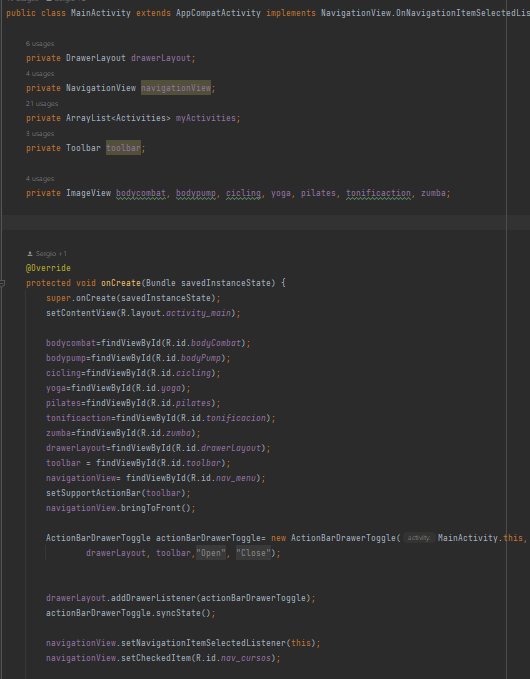 public class MainActivity extends AppCompatActivity implements NavigationView.OnNavigationItemSelectedLis
6 usages
private DrawerLayout drawerLayout;
4 usages
private NavigationView navigationView;
21 usages
private ArrayList<Activities> myActivities;
3 usages
private Toolbar toolbar;
4 usages
private ImageView bodycombat, bodypump, cicling, yoga, pilates, tonificaction, zumba;
Sergio +1
@Override
protected void onCreate(Bundle savedInstanceState) {
super.onCreate(savedInstanceState);
setContentView(R.layout.activity_main);
bodycombat=findViewById(R.id.bodyCombat);
bodypump=findViewById(R.id.bodyPump);
cicling=findViewById(R.id.cicling);
yoga=findViewById(R.id.yoga);
pilates=findViewById(R.id.pilates);
tonificaction=findViewById(R.id.tonificacion);
zumba=findViewById(R.id.zumba);
drawerLayout=findViewById(R.id.drawerLayout);
toolbar = findViewById(R.id.toolbar);
navigationView= findViewById(R.id.nav_menu);
setSupportActionBar(toolbar);
navigationView.bringToFront();
ActionBarDrawerToggle actionBarDrawerToggle= new ActionBarDrawerToggle( activity: MainActivity.this,
drawerLayout, toolbar,"Open", "Close");
drawerLayout.addDrawerListener(actionBarDrawerToggle);
actionBarDrawerToggle.syncState();
navigationView.setNavigationItemSelectedListener(this);
navigationView.setCheckedItem(R.id.nav_cursos);